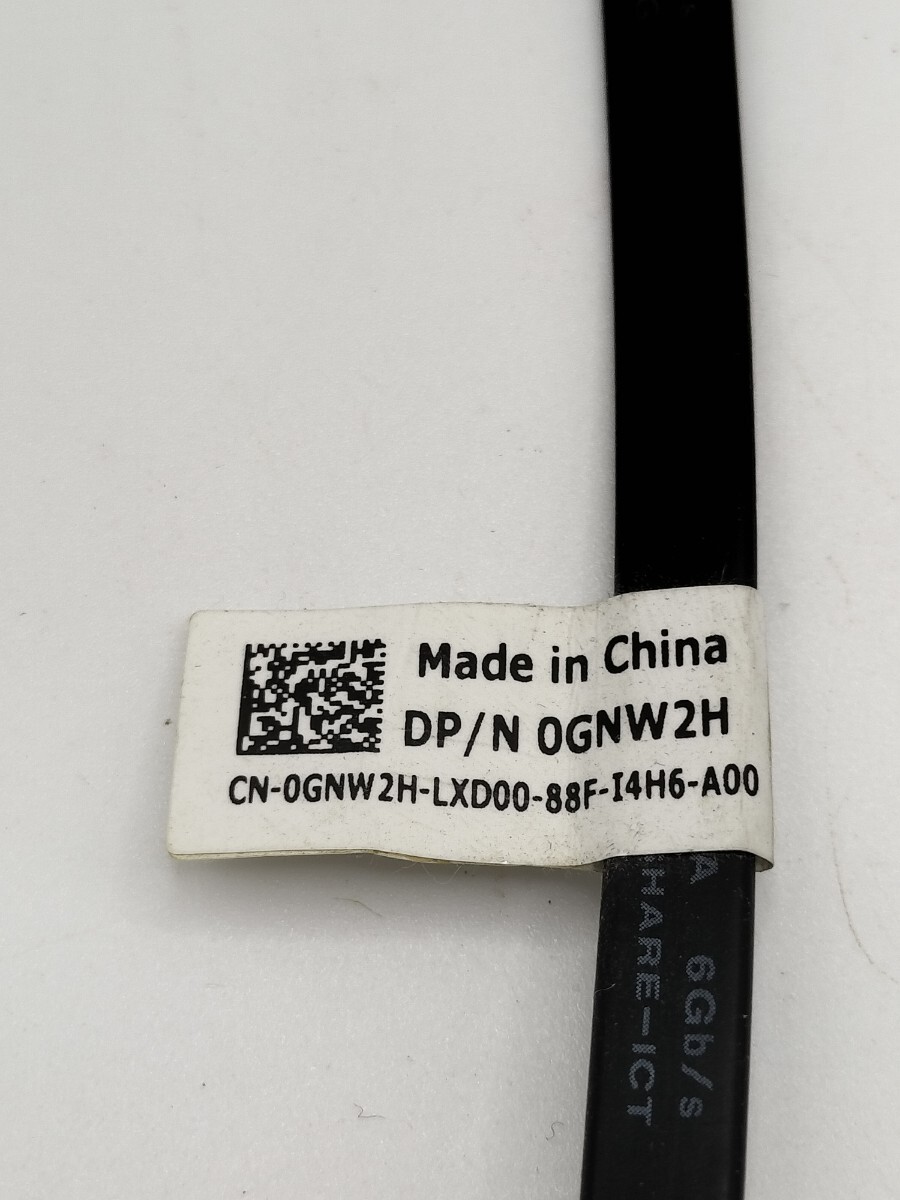 Made in China
DP/N 0GNW2H
CN-0GNW2H-LXD00-88F-I4H6-A00
A 6Gb/s
HARE-ICT